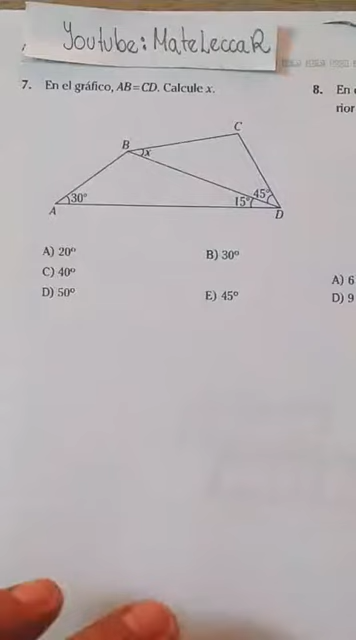 Youtube: MateLeccaR
7. En el gráfico, AB=CD. Calcule x.
8. En
rior
B
x
C
A
30°
15°
45°
D
A) 20°
B) 30°
C) 40°
D) 50°
E) 45°
A) 6
D) 9